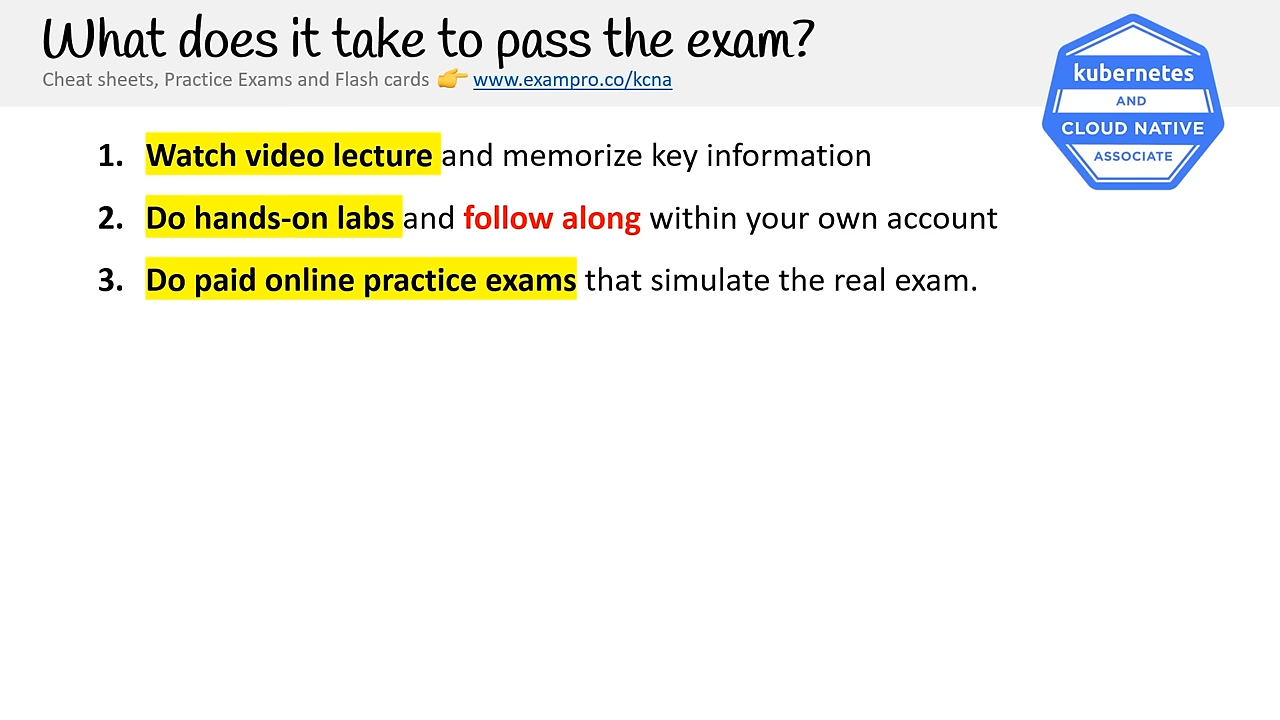 What does it take to pass the exam?
Cheat sheets, Practice Exams and Flash cards 👉 www.exampro.co/kcna
kubernetes
AND
CLOUD NATIVE
ASSOCIATE
1. Watch video lecture and memorize key information
2. Do hands-on labs and follow along within your own account
3. Do paid online practice exams that simulate the real exam.